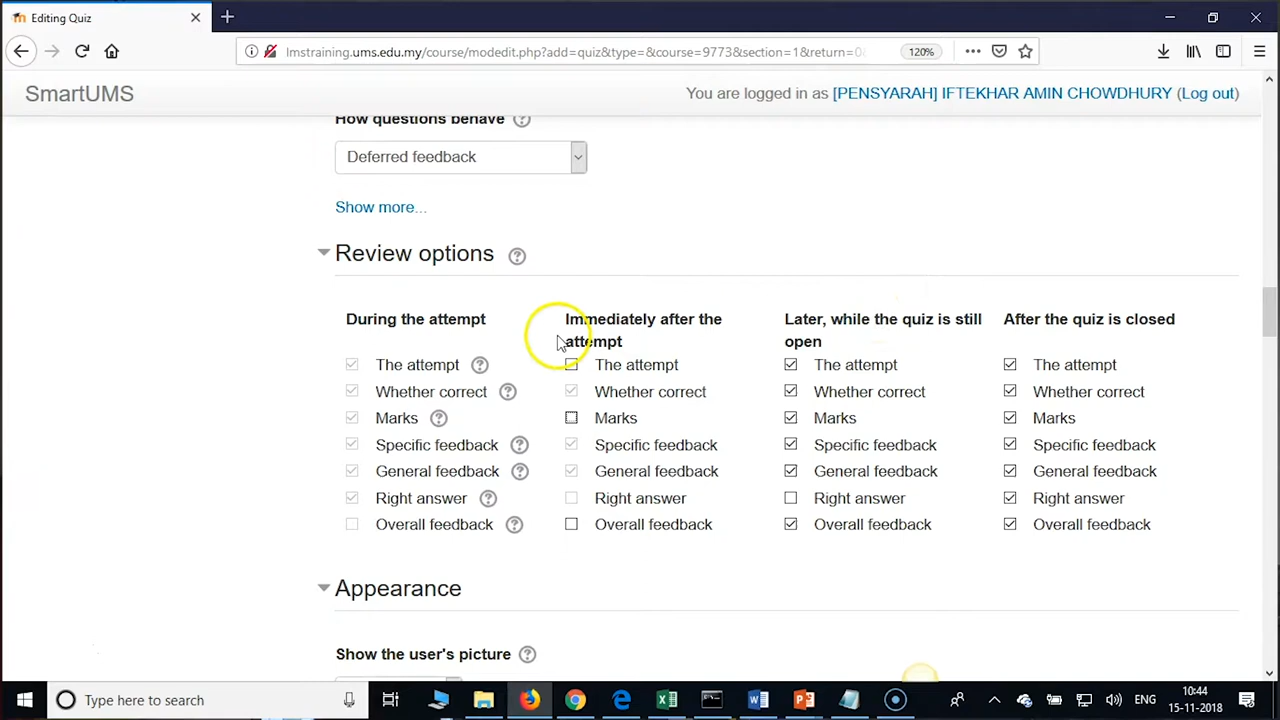 Editing Quiz
lmstraining.ums.edu.my/course/modedit.php?add=quiz&type=&course=9773&section=1&return=0&
120%
SmartUMS
You are logged in as [PENSYARAH] IFTEKHAR AMIN CHOWDHURY (Log out)
How questions behave
Deferred feedback
Show more...
Review options
During the attempt
The attempt
Whether correct
Marks
Specific feedback
General feedback
Right answer
Overall feedback
Immediately after the
attempt
The attempt
Whether correct
Marks
Specific feedback
General feedback
Right answer
Overall feedback
Later, while the quiz is still
open
The attempt
Whether correct
Marks
Specific feedback
General feedback
Right answer
Overall feedback
After the quiz is closed
The attempt
Whether correct
Marks
Specific feedback
General feedback
Right answer
Overall feedback
Appearance
Show the user's picture
Type here to search
ENG
10:44
15-11-2018